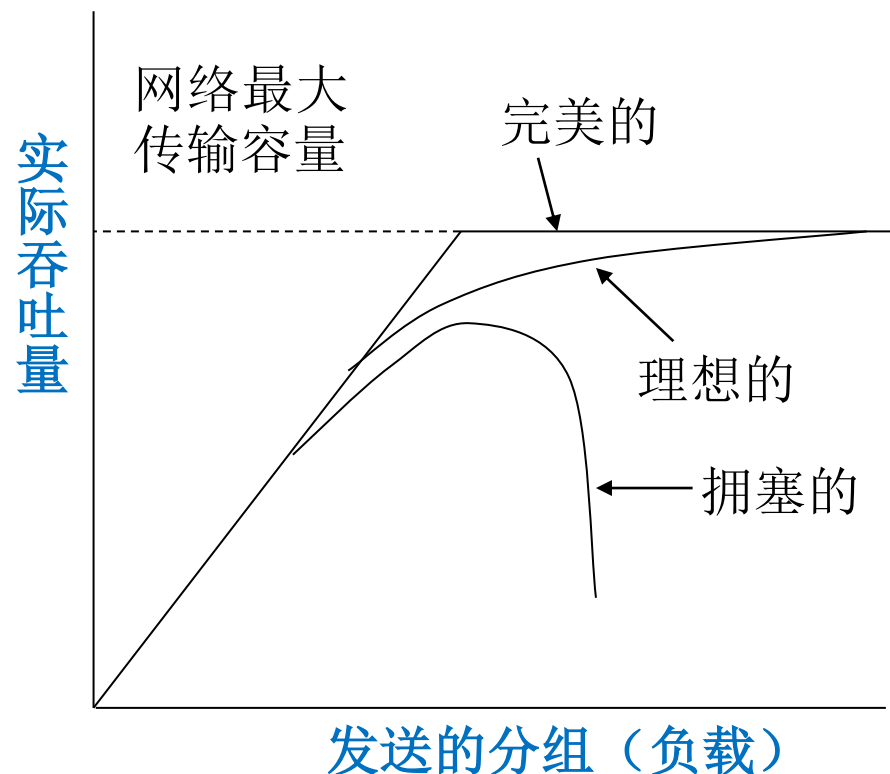 网络最大
传输容量
完美的
实际吞吐量
理想的
拥塞的
发送的分组（负载）